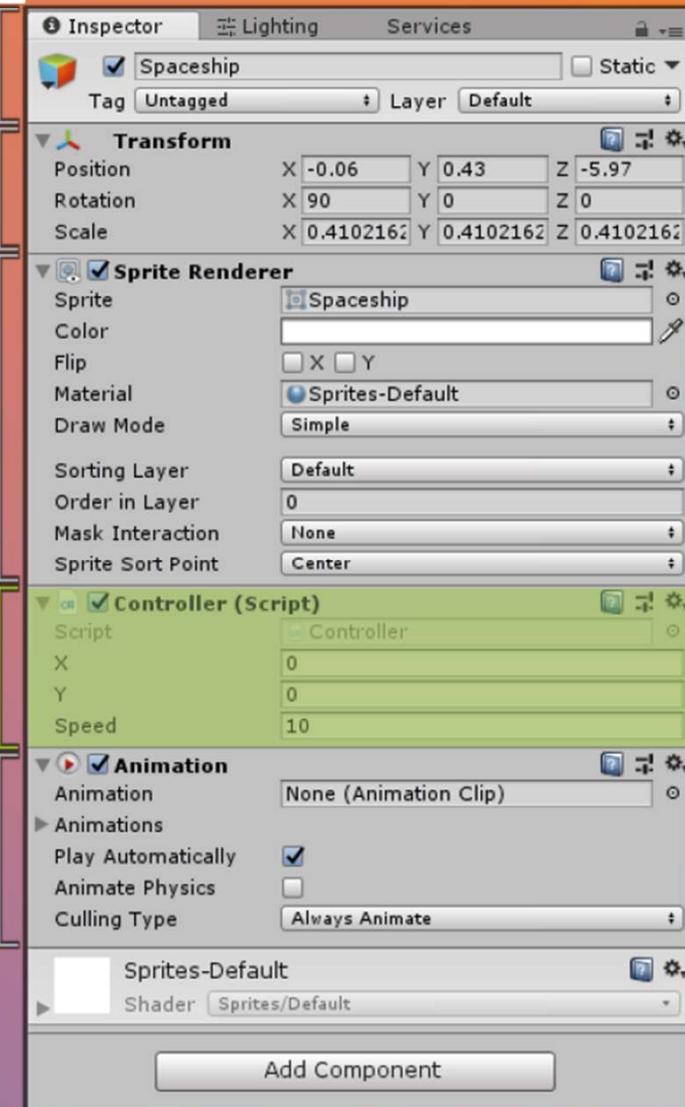 Inspector Lighting Services
Spaceship Static
Tag Untagged Layer Default
Transform
Position X -0.06 Y 0.43 Z -5.97
Rotation X 90 Y 0 Z 0
Scale X 0.4102162 Y 0.4102162 Z 0.4102162
Sprite Renderer
Sprite Spaceship
Color
Flip X Y
Material Sprites-Default
Draw Mode Simple
Sorting Layer Default
Order in Layer 0
Mask Interaction None
Sprite Sort Point Center
Controller (Script)
Script Controller
X 0
Y 0
Speed 10
Animation
Animation None (Animation Clip)
Animations
Play Automatically
Animate Physics
Culling Type Always Animate
Sprites-Default
Shader Sprites/Default
Add Component